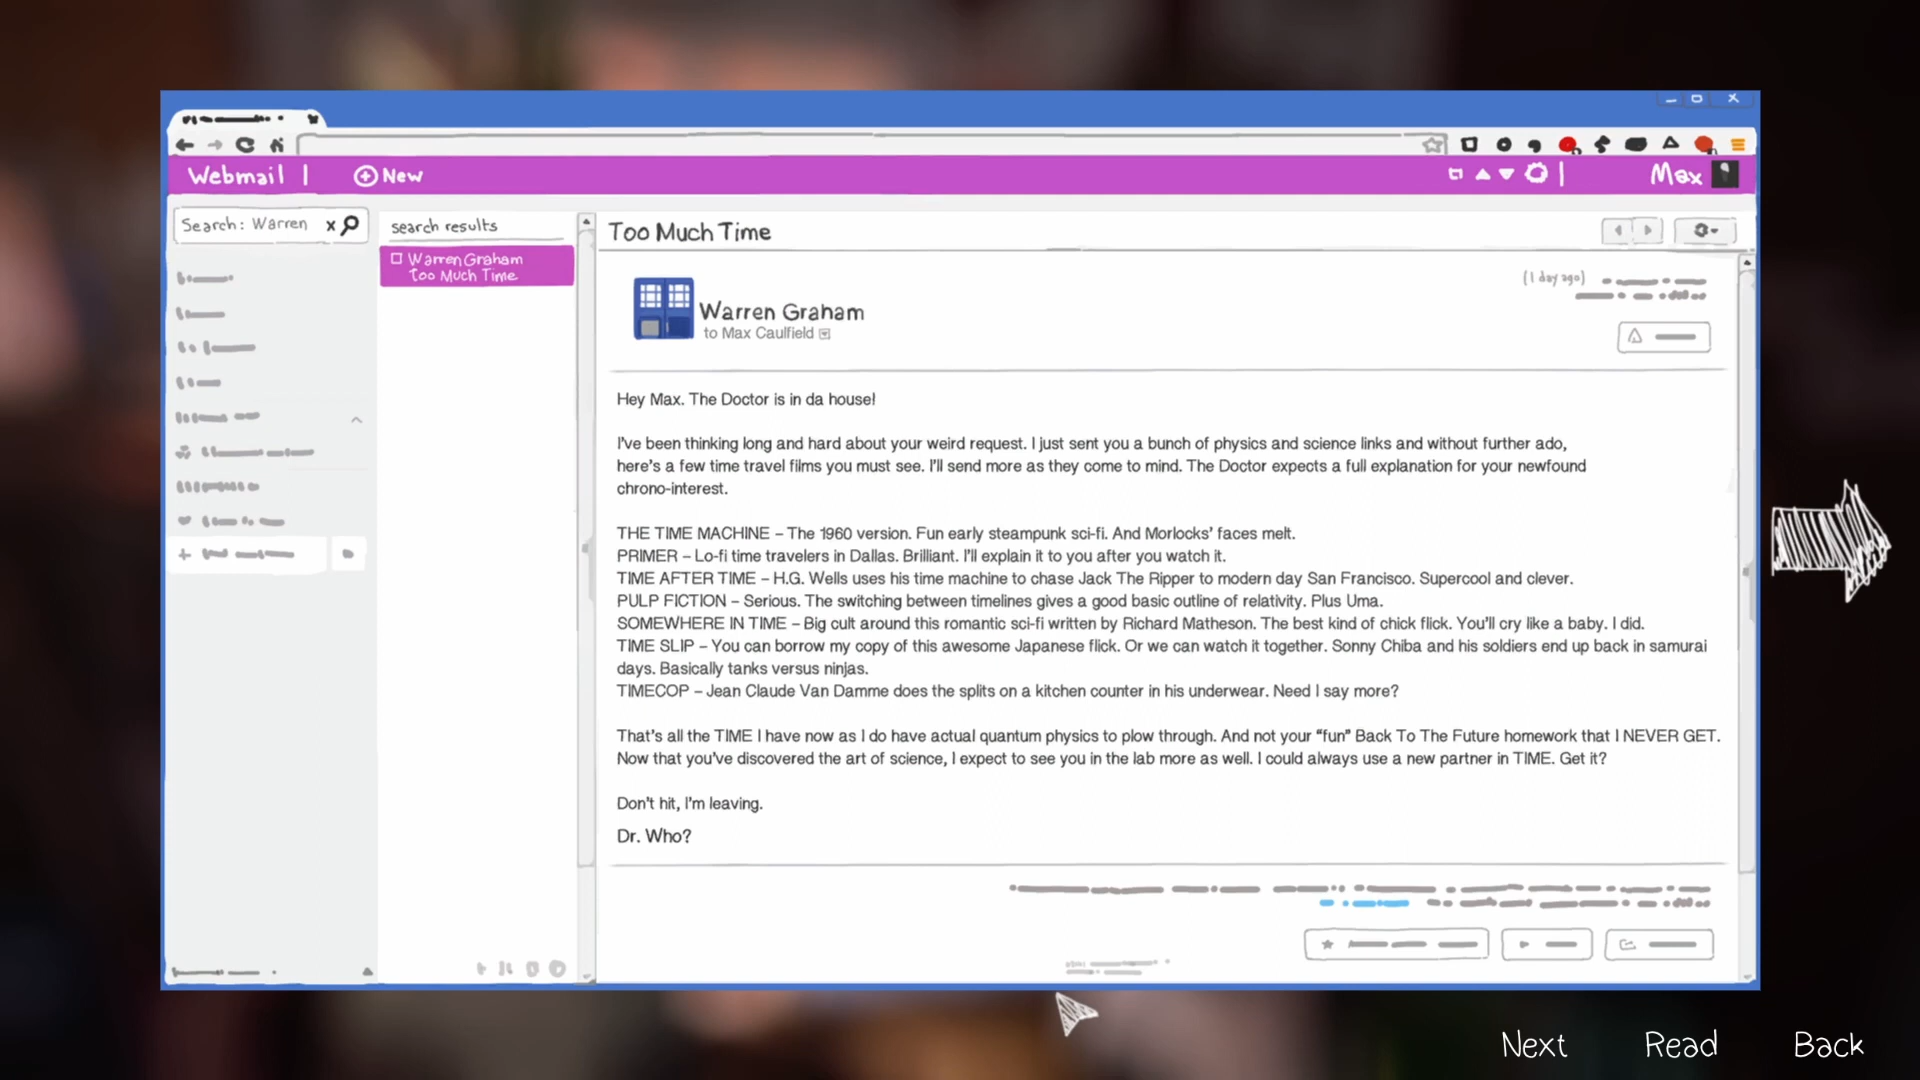 Webmail | New
Max
Search: Warren x
search results
Warren Graham
Too Much Time
Too Much Time
(1 day ago)
Warren Graham
to Max Caulfield
Hey Max. The Doctor is in da house!
I've been thinking long and hard about your weird request. I just sent you a bunch of physics and science links and without further ado,
here's a few time travel films you must see. I'll send more as they come to mind. The Doctor expects a full explanation for your newfound
chrono-interest.
THE TIME MACHINE – The 1960 version. Fun early steampunk sci-fi. And Morlocks' faces melt.
PRIMER – Lo-fi time travelers in Dallas. Brilliant. I'll explain it to you after you watch it.
TIME AFTER TIME – H.G. Wells uses his time machine to chase Jack The Ripper to modern day San Francisco. Supercool and clever.
PULP FICTION – Serious. The switching between timelines gives a good basic outline of relativity. Plus Uma.
SOMEWHERE IN TIME – Big cult around this romantic sci-fi written by Richard Matheson. The best kind of chick flick. You'll cry like a baby. I did.
TIME SLIP – You can borrow my copy of this awesome Japanese flick. Or we can watch it together. Sonny Chiba and his soldiers end up back in samurai
days. Basically tanks versus ninjas.
TIMECOP – Jean Claude Van Damme does the splits on a kitchen counter in his underwear. Need I say more?
That's all the TIME I have now as I do have actual quantum physics to plow through. And not your “fun” Back To The Future homework that I NEVER GET.
Now that you've discovered the art of science, I expect to see you in the lab more as well. I could always use a new partner in TIME. Get it?
Don't hit, I'm leaving.
Dr. Who?
Next Read Back